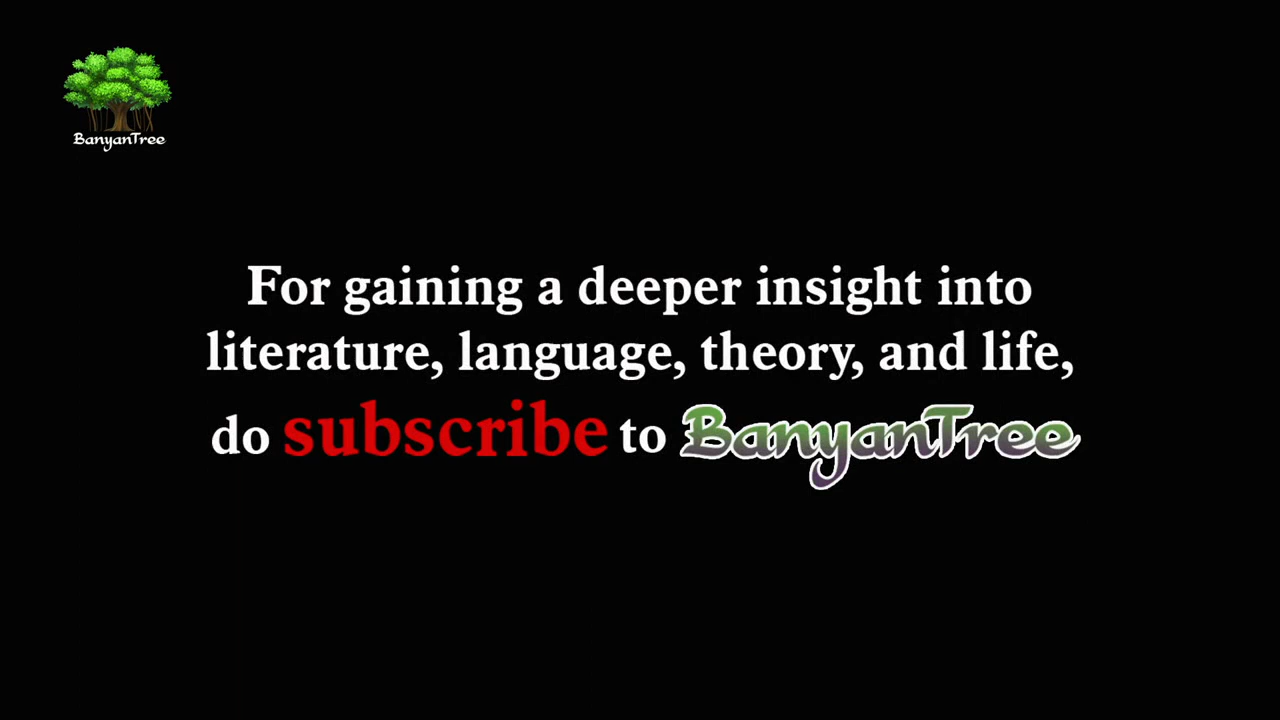 BanyanTree
For gaining a deeper insight into
literature, language, theory, and life,
do subscribe to BanyanTree